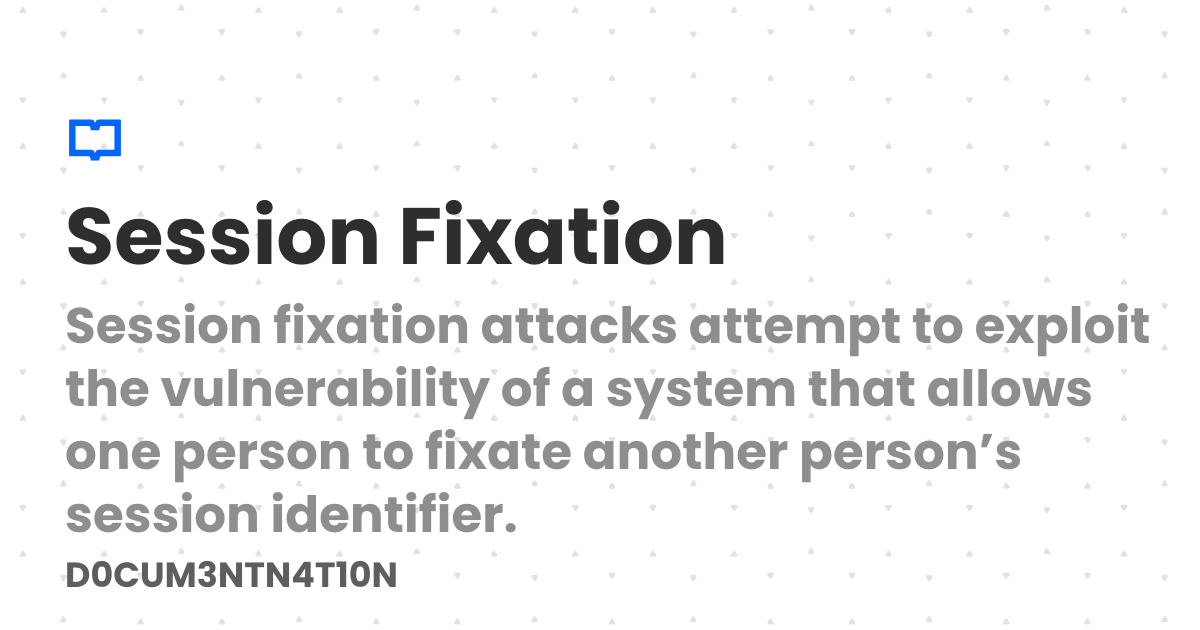 Session Fixation
Session fixation attacks attempt to exploit
the vulnerability of a system that allows
one person to fixate another person’s
session identifier.
D0CUM3NTN4T10N